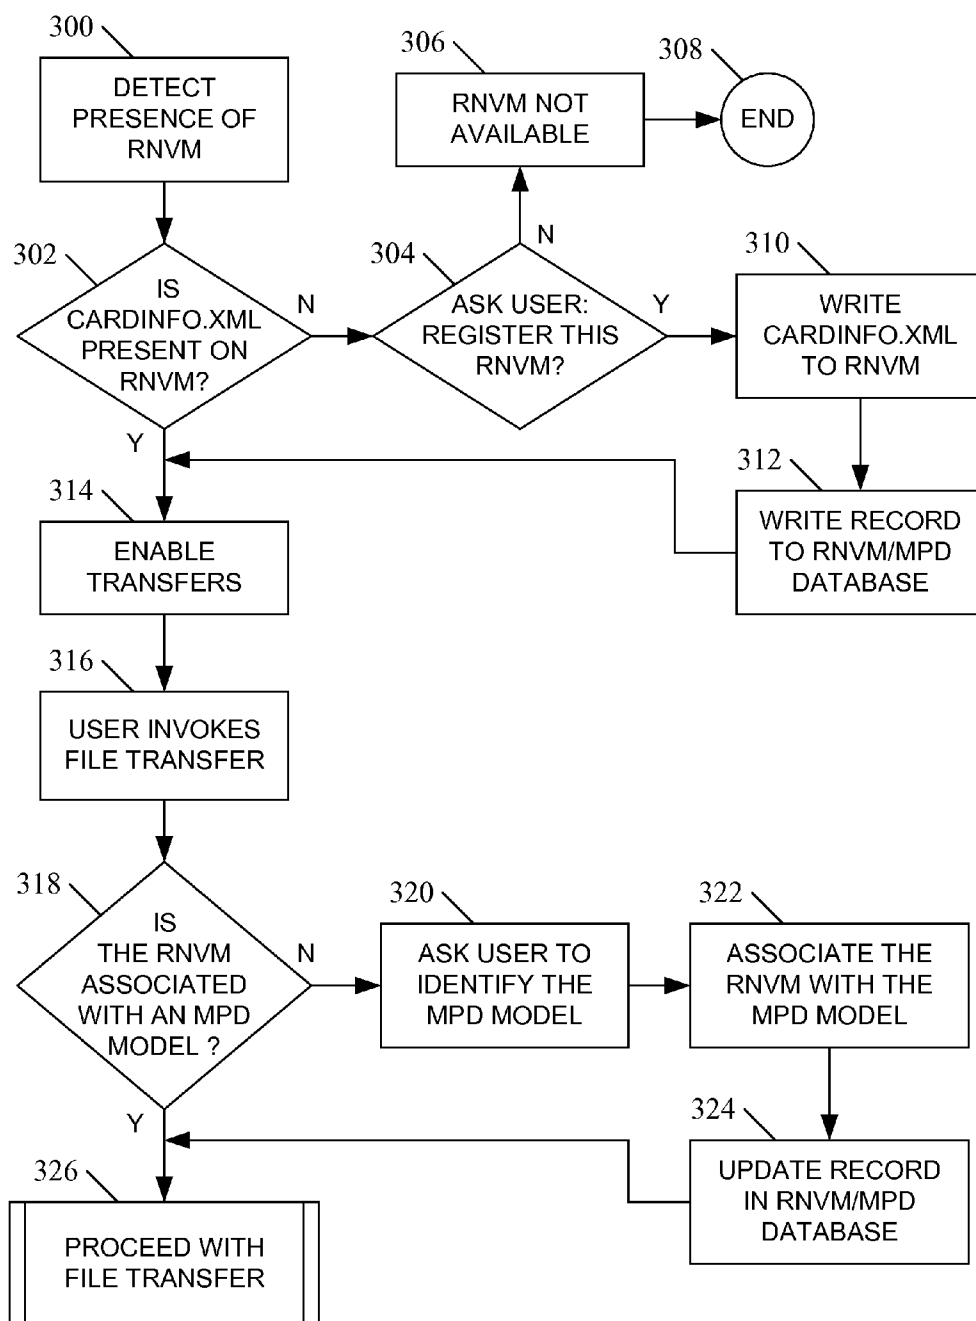 300
DETECT
PRESENCE OF
RNVM
306
RNVM NOT
AVAILABLE
308
END
302
IS
CARDINFO.XML
PRESENT ON
RNVM?
N
Y
304
ASK USER:
REGISTER THIS
RNVM?
N
Y
310
WRITE
CARDINFO.XML
TO RNVM
312
WRITE RECORD
TO RNVM/MPD
DATABASE
314
ENABLE
TRANSFERS
316
USER INVOKES
FILE TRANSFER
318
IS
THE RNVM
ASSOCIATED
WITH AN MPD
MODEL ?
N
Y
320
ASK USER TO
IDENTIFY THE
MPD MODEL
322
ASSOCIATE THE
RNVM WITH THE
MPD MODEL
324
UPDATE RECORD
IN RNVM/MPD
DATABASE
326
PROCEED WITH
FILE TRANSFER